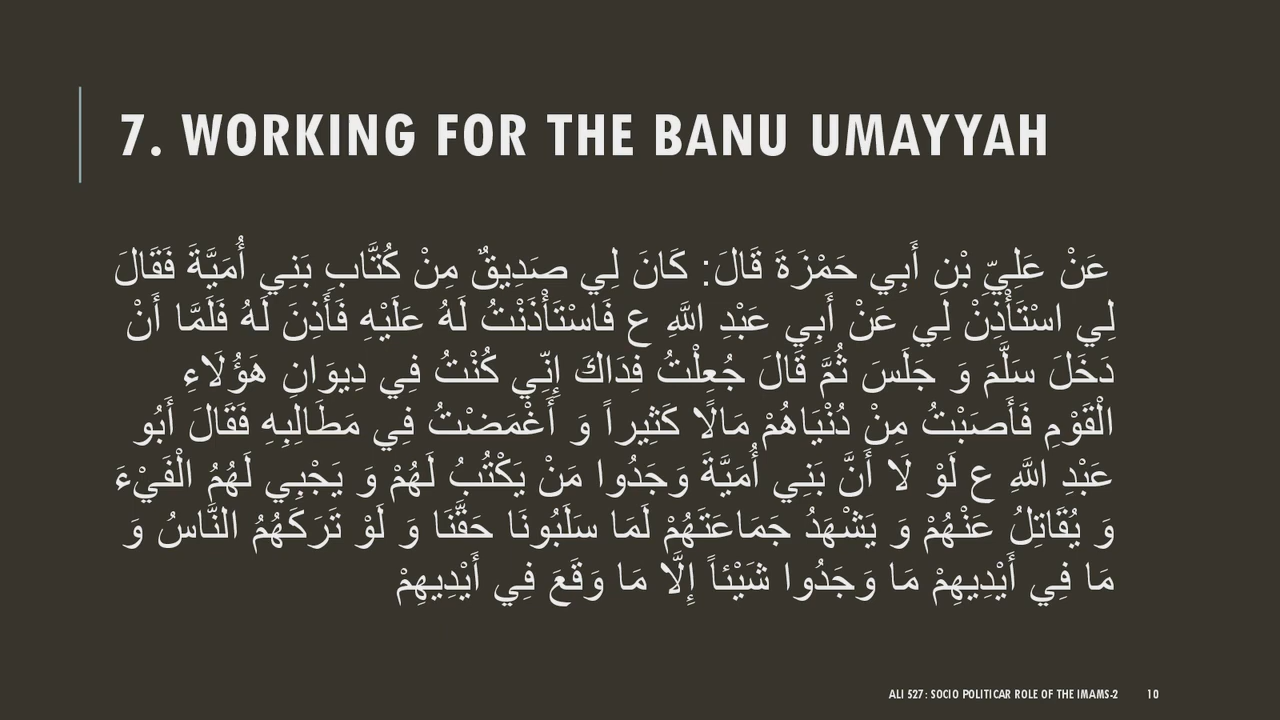 7. WORKING FOR THE BANU UMAYYAH
عَنْ عَلِيِّ بْنِ أَبِي حَمْزَةَ قَالَ: كَانَ لِي صَدِيقٌ مِنْ كُتَّابِ بَنِي أُمَيَّةَ فَقَالَ
لِي اسْتَأْذِنْ لِي عَنْ أَبِي عَبْدِ اللَّهِ ع فَاسْتَأْذَنْتُ لَهُ عَلَيْهِ فَأَذِنَ لَهُ فَلَمَّا أَنْ
دَخَلَ سَلَّمَ وَ جَلَسَ ثُمَّ قَالَ جُعِلْتُ فِدَاكَ إِنِّي كُنْتُ فِي دِيوَانِ هَؤُلَاءِ
الْقَوْمِ فَأَصَبْتُ مِنْ دُنْيَاهُمْ مَالًا كَثِيراً وَ أَغْمَضْتُ فِي مَطَالِبِهِ فَقَالَ أَبُو
عَبْدِ اللَّهِ ع لَوْ لَا أَنَّ بَنِي أُمَيَّةَ وَجَدُوا مَنْ يَكْتُبُ لَهُمْ وَ يَجْبِي لَهُمُ الْفَيْءَ
وَ يُقَاتِلُ عَنْهُمْ وَ يَشْهَدُ جَمَاعَتَهُمْ لَمَا سَلَبُونَا حَقَّنَا وَ لَوْ تَرَكَهُمُ النَّاسُ وَ
مَا فِي أَيْدِيهِمْ مَا وَجَدُوا شَيْئاً إِلَّا مَا وَقَعَ فِي أَيْدِيهِمْ
ALI 527: SOCIO POLITICAR ROLE OF THE IMAMS-2 10